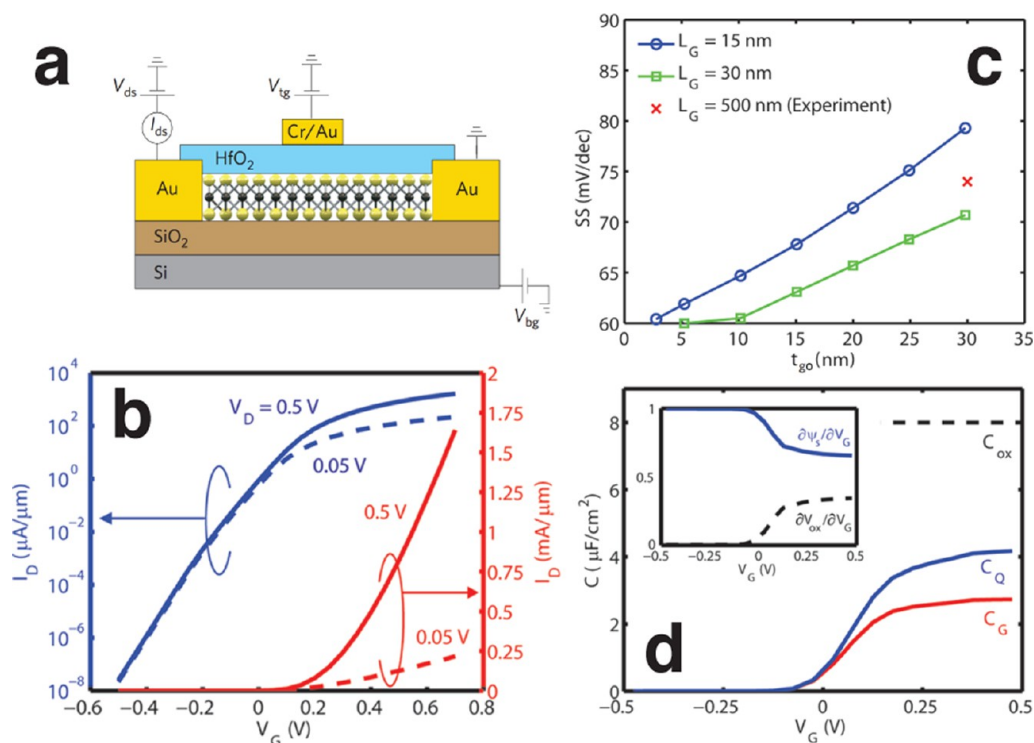 a
V_ds
I_ds
V_tg
Cr/Au
HfO₂
Au
Au
SiO₂
Si
V_bg
c
90
85
80
75
70
65
60
SS (mV/dec)
L_G = 15 nm
L_G = 30 nm
L_G = 500 nm (Experiment)
0 5 10 15 20 25 30 35
t_go (nm)
b
10⁴
10²
10⁰
10⁻²
10⁻⁴
10⁻⁶
10⁻⁸
I_D (μA/μm)
V_D = 0.5 V
0.05 V
0.5 V
0.05 V
2
1.75
1.5
1.25
1
0.75
0.5
0.25
0
I_D (mA/μm)
−0.6 −0.4 −0.2 0 0.2 0.4 0.6 0.8
V_G (V)
d
8
6
4
2
0
C ( μF/cm²)
1
0.5
0
∂ψ_s/∂V_G
∂V_ox/∂V_G
−0.5 −0.25 0 0.25 0.5
V_G (V)
C_ox
C_Q
C_G
−0.5 −0.25 0 0.25 0.5
V_G (V)